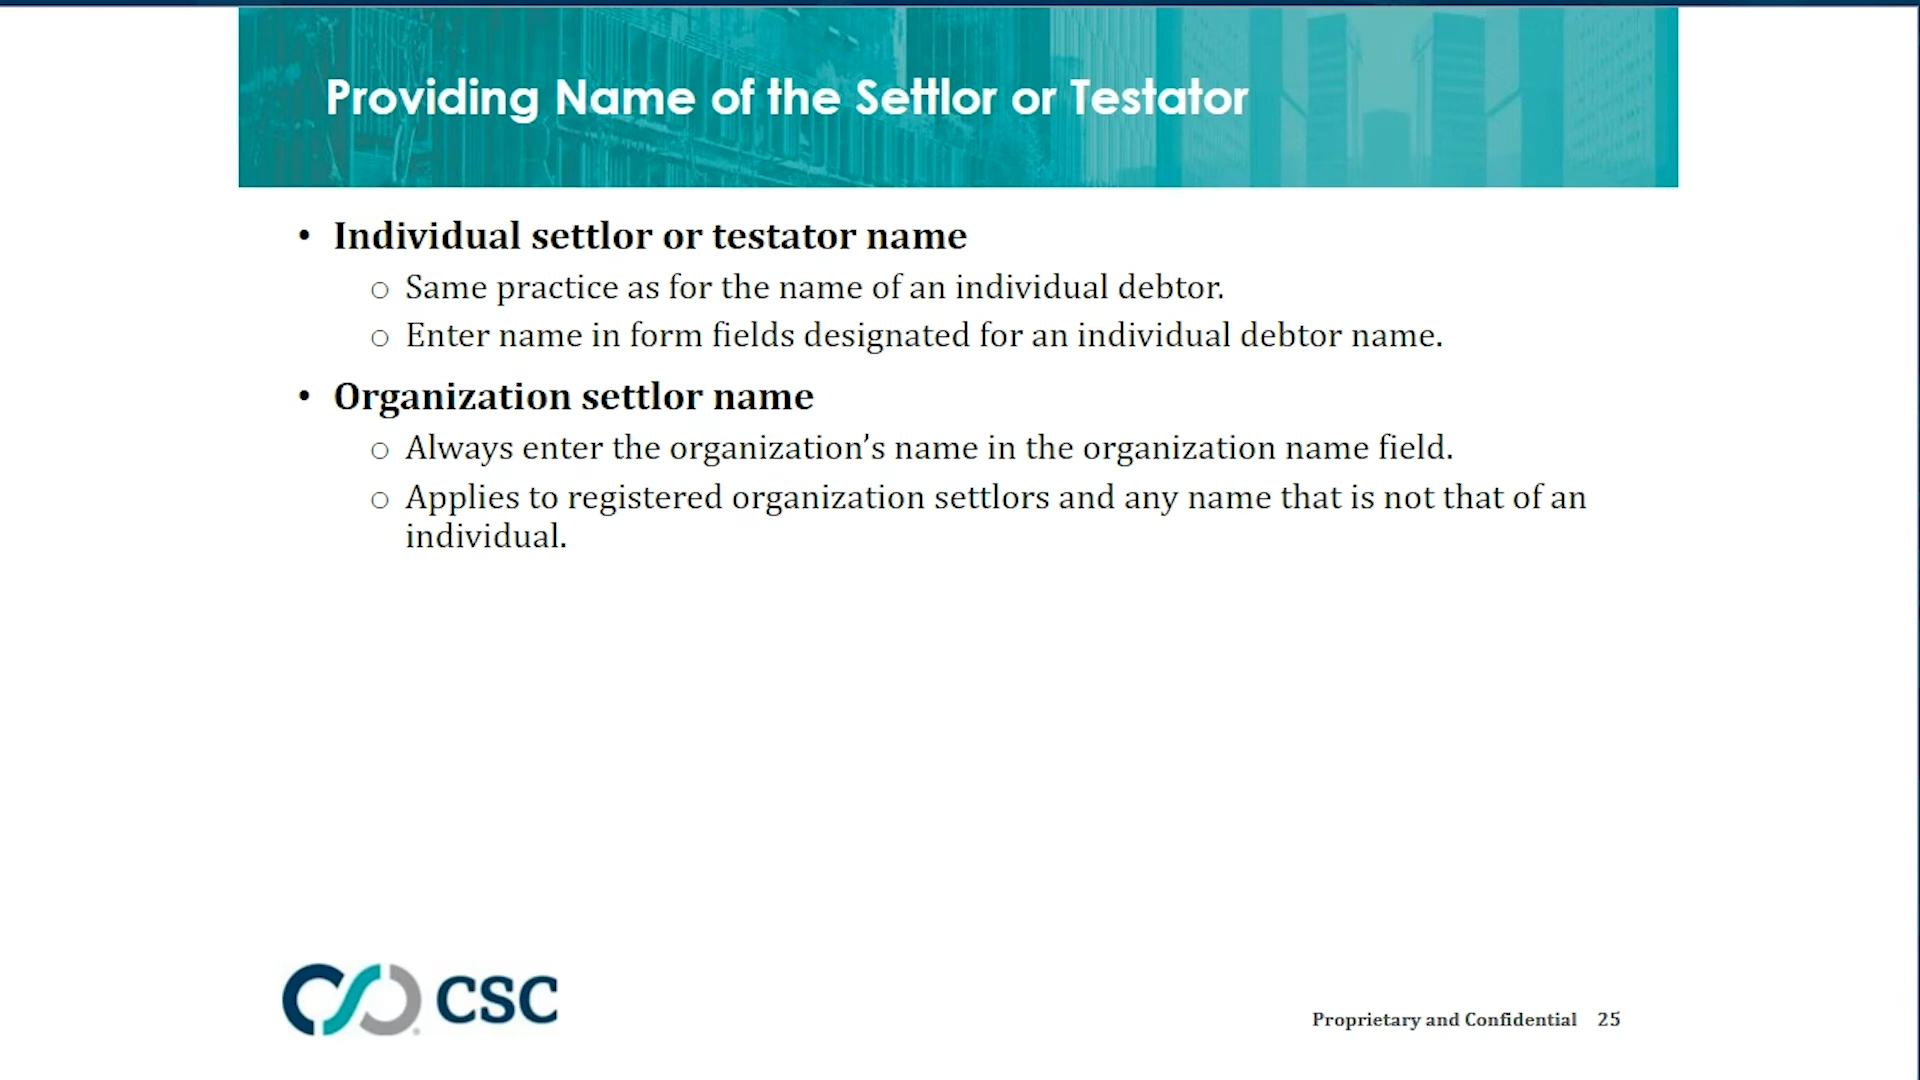 Providing Name of the Settlor or Testator
• Individual settlor or testator name
○ Same practice as for the name of an individual debtor.
○ Enter name in form fields designated for an individual debtor name.
• Organization settlor name
○ Always enter the organization’s name in the organization name field.
○ Applies to registered organization settlors and any name that is not that of an
individual.
CSC
Proprietary and Confidential 25